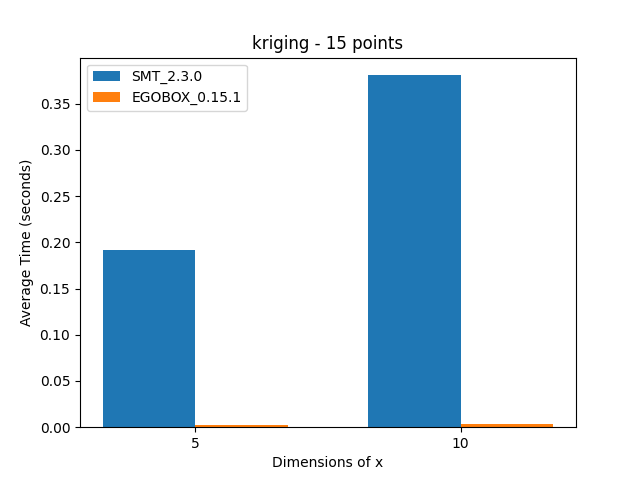 kriging - 15 points
SMT_2.3.0
EGOBOX_0.15.1
Average Time (seconds)
0.35
0.30
0.25
0.20
0.15
0.10
0.05
0.00
5
10
Dimensions of x